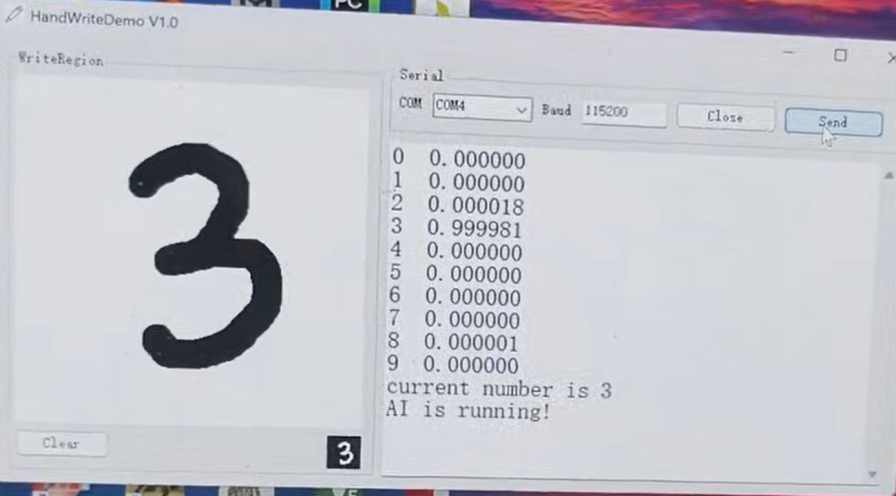 PC
HandWriteDemo V1.0
WriteRegion
3
Clear
3
Serial
COM COM4 Baud 115200 Close Send
0 0.000000
1 0.000000
2 0.000018
3 0.999981
4 0.000000
5 0.000000
6 0.000000
7 0.000000
8 0.000001
9 0.000000
current number is 3
AI is running!